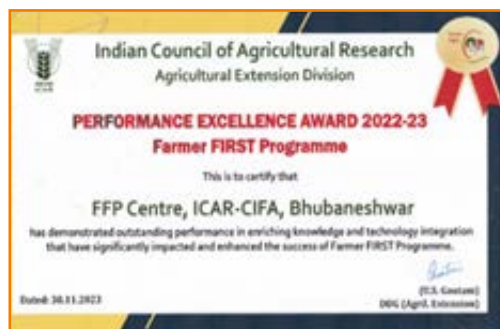 Indian Council of Agricultural Research
Agricultural Extension Division
PERFORMANCE EXCELLENCE AWARD 2022-23
Farmer FIRST Programme
This is to certify that
FFP Centre, ICAR-CIFA, Bhubaneshwar
has demonstrated outstanding performance in enriching knowledge and technology integration
that have significantly impacted and enhanced the success of Farmer FIRST Programme.
Dated: 30.11.2023
(U.S. Gautam)
DDG (Agril. Extension)